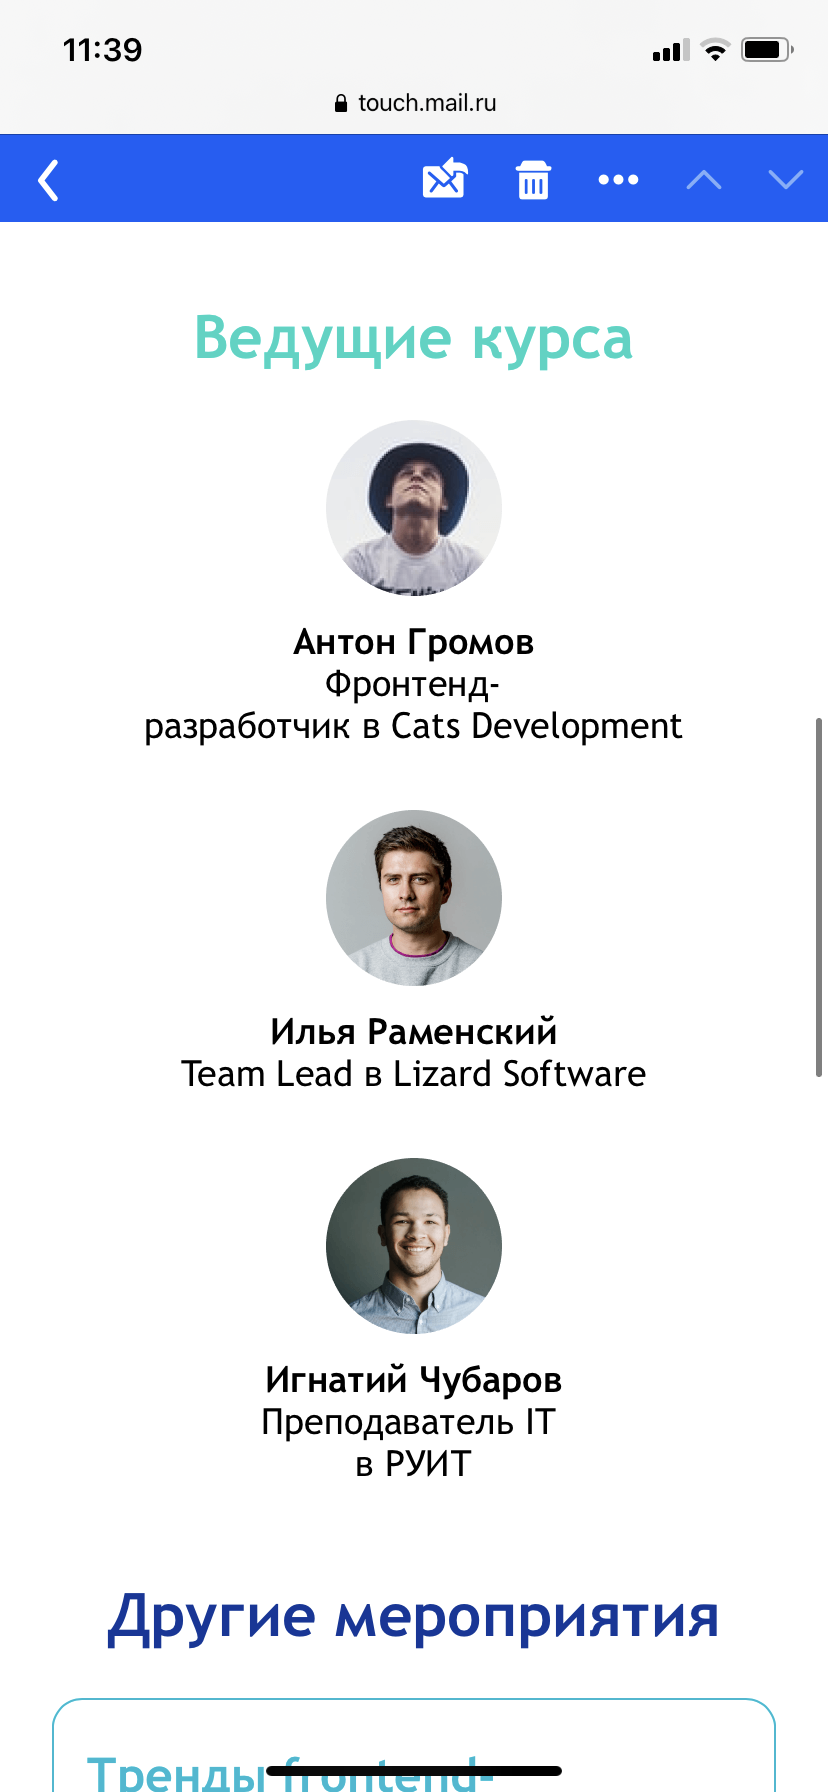 11:39
touch.mail.ru
Ведущие курса
Антон Громов
Фронтенд-
разработчик в Cats Development
Илья Раменский
Team Lead в Lizard Software
Игнатий Чубаров
Преподаватель IT
в РУИТ
Другие мероприятия
Тренды frontend-